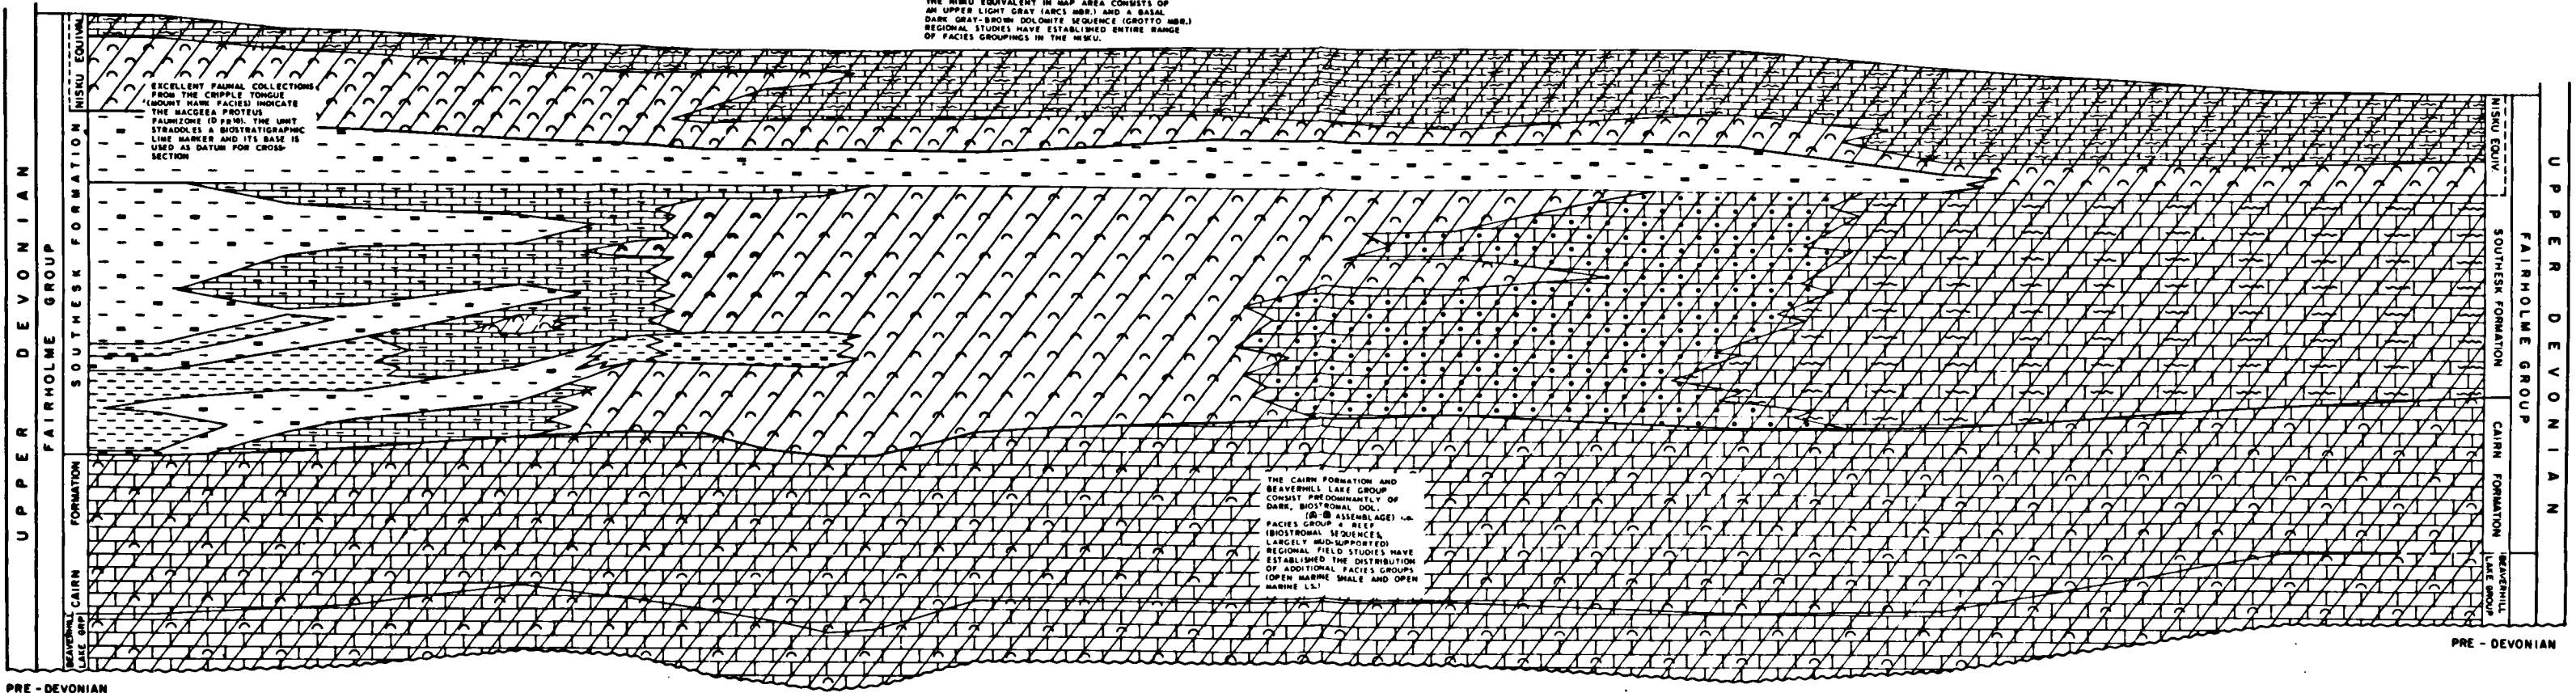 THE NISKU EQUIVALENT IN MAP AREA CONSISTS OF
AN UPPER LIGHT GRAY (ARCS MBR.) AND A BASAL
DARK GRAY-BROWN DOLOMITE SEQUENCE (GROTTO MBR.)
REGIONAL STUDIES HAVE ESTABLISHED ENTIRE RANGE
OF FACIES GROUPINGS IN THE NISKU.
UPPER DEVONIAN
FAIRHOLME GROUP
NISKU EQUIVAL
SOUTHESK FORMATION
CAIRN FORMATION
BEAVERHILL
LAKE GRP
PRE - DEVONIAN
EXCELLENT FAUNAL COLLECTIONS
FROM THE CRIPPLE TONGUE
(MOUNT HAWK FACIES) INDICATE
THE MACGEEA PROTEUS
FAUNIZONE
THE UNIT
STRADDLES A BIOSTRATIGRAPHIC
LINE MARKER AND ITS BASE IS
USED AS DATUM FOR CROSS-
SECTION
THE CAIRN FORMATION AND
BEAVERHILL LAKE GROUP
CONSIST PREDOMINANTLY OF
DARK, BIOSTROMAL DOL.
ASSEMBLAGE) i.e.
FACIES GROUP 4 REEF
(BIOSTROMAL SEQUENCES,
LARGELY MUD-SUPPORTED)
REGIONAL FIELD STUDIES HAVE
ESTABLISHED THE DISTRIBUTION
OF ADDITIONAL FACIES GROUPS
(OPEN MARINE SHALE AND OPEN
MARINE LS.)
NISKU EQUIV.
SOUTHESK FORMATION
CAIRN FORMATION
BEAVERHILL
LAKE GROUP
FAIRHOLME GROUP
UPPER DEVONIAN
PRE - DEVONIAN